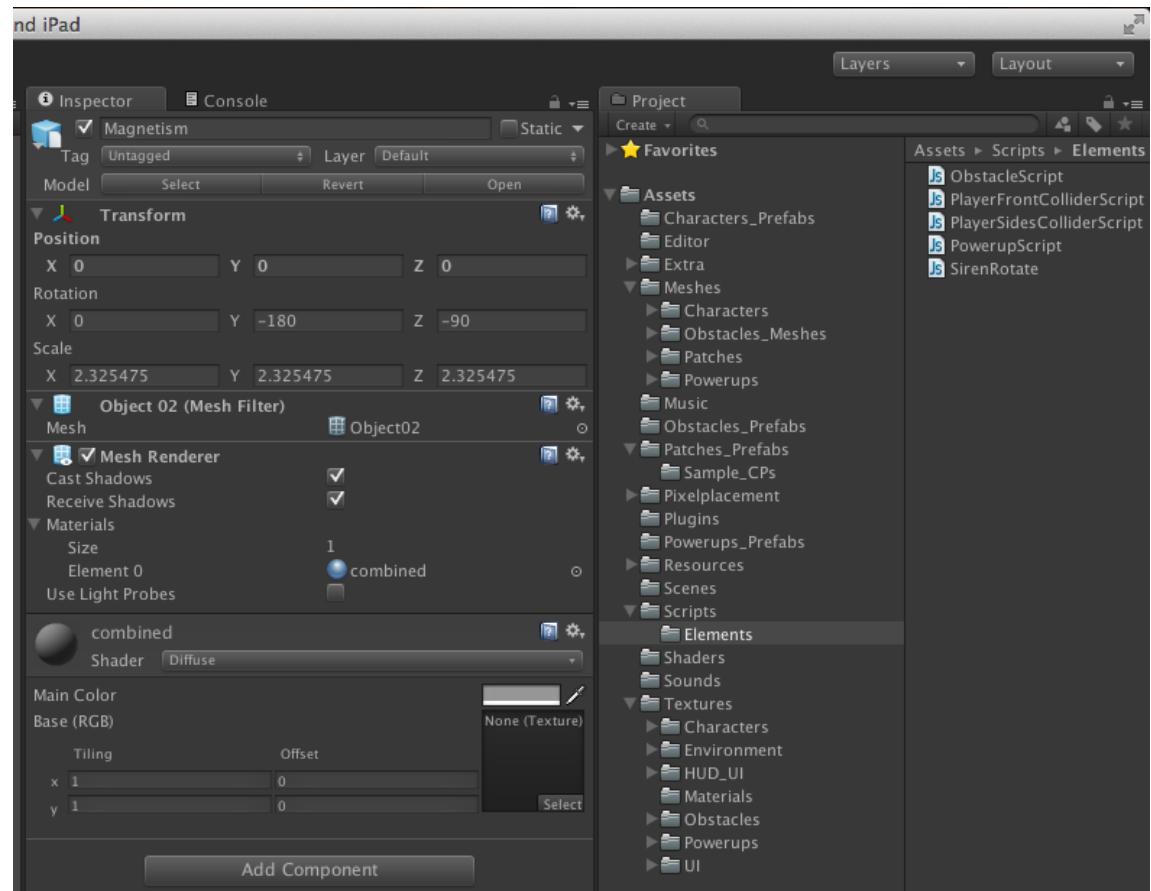 nd iPad
Layers
Layout
Inspector
Console
Magnetism
Static
Tag Untagged Layer Default
Model Select Revert Open
Transform
Position
X 0 Y 0 Z 0
Rotation
X 0 Y -180 Z -90
Scale
X 2.325475 Y 2.325475 Z 2.325475
Object 02 (Mesh Filter)
Mesh Object02
Mesh Renderer
Cast Shadows
Receive Shadows
Materials
Size 1
Element 0 combined
Use Light Probes
combined
Shader Diffuse
Main Color
Base (RGB) None (Texture)
Tiling Offset
x 1 0
y 1 0
Select
Add Component
Project
Create
Favorites
Assets
Characters_Prefabs
Editor
Extra
Meshes
Characters
Obstacles_Meshes
Patches
Powerups
Music
Obstacles_Prefabs
Patches_Prefabs
Sample_CPs
Pixelplacement
Plugins
Powerups_Prefabs
Resources
Scenes
Scripts
Elements
Shaders
Sounds
Textures
Characters
Environment
HUD_UI
Materials
Obstacles
Powerups
UI
Assets Scripts Elements
Js ObstacleScript
Js PlayerFrontColliderScript
Js PlayerSidesColliderScript
Js PowerupScript
Js SirenRotate